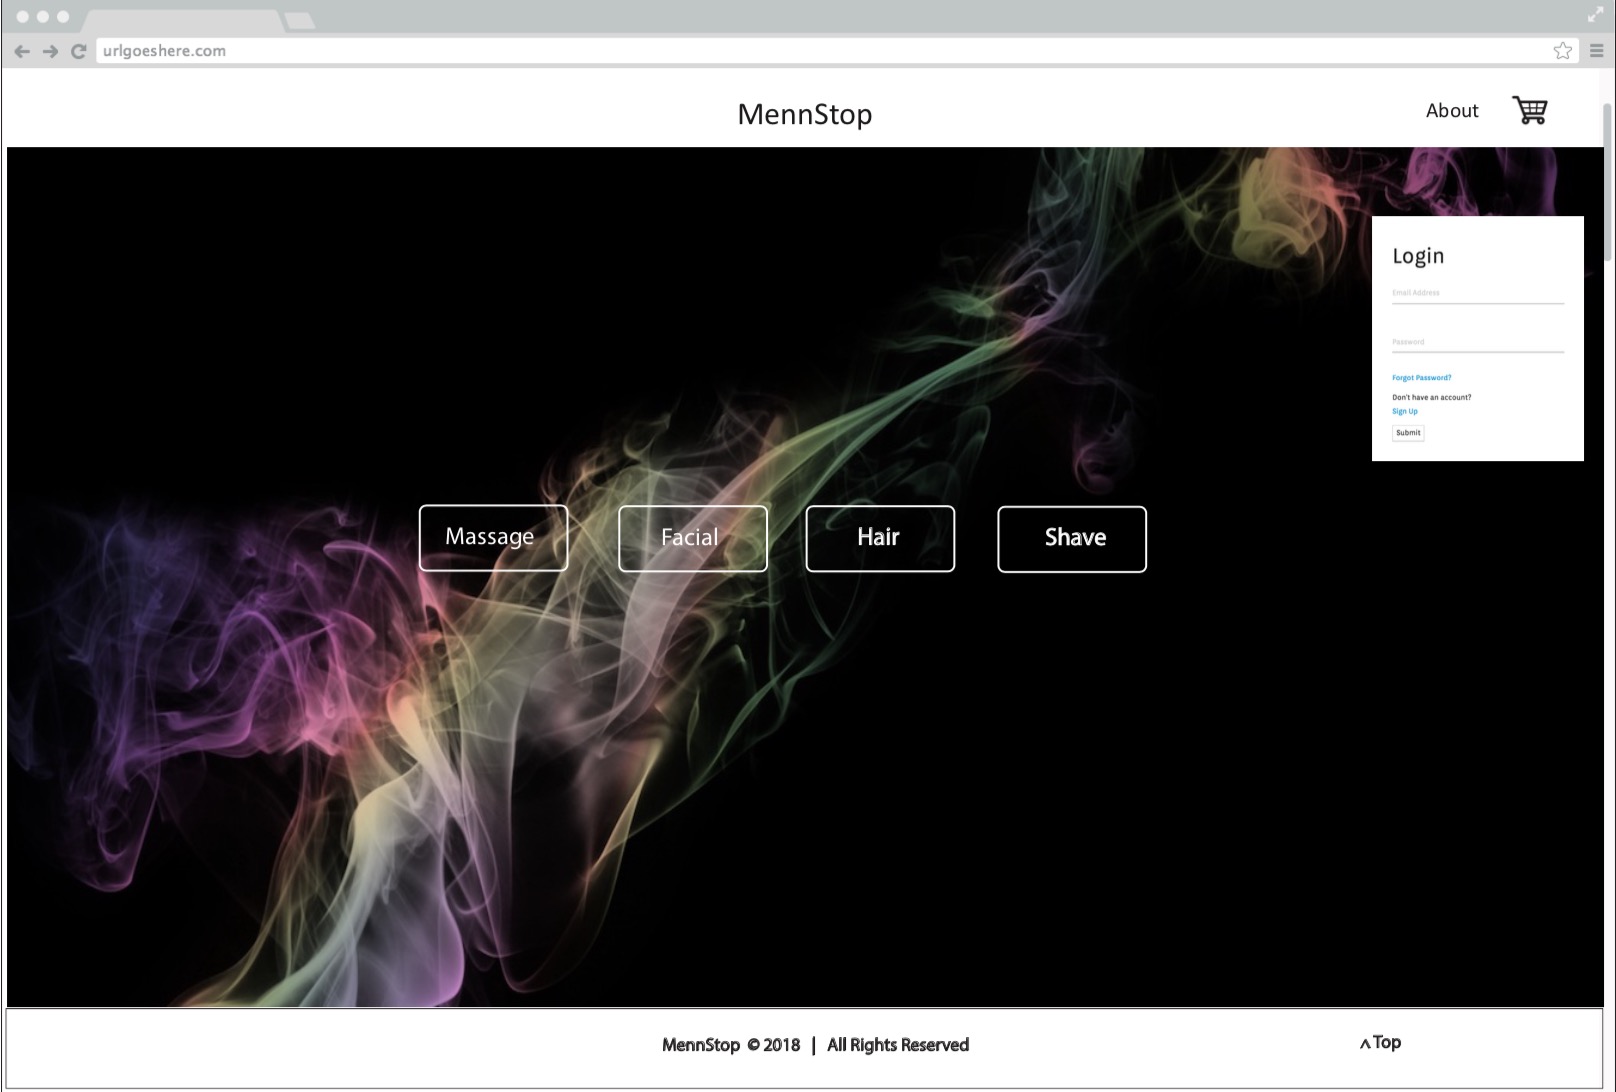 urlgoeshere.com
MennStop
About
Login
Email Address
Password
Forgot Password?
Don't have an account?
Sign Up
Submit
Massage
Facial
Hair
Shave
MennStop © 2018 | All Rights Reserved
^ Top